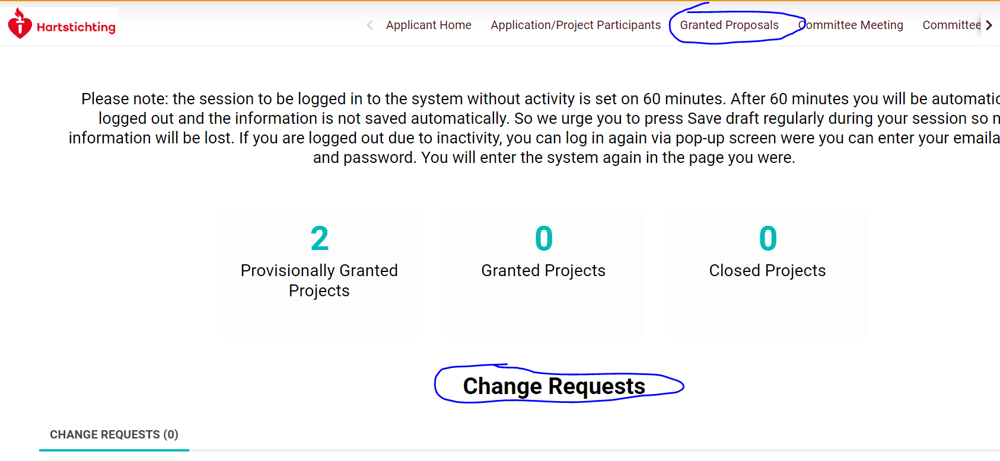 Hartstichting
Applicant Home Application/Project Participants Granted Proposals Committee Meeting Committee
Please note: the session to be logged in to the system without activity is set on 60 minutes. After 60 minutes you will be automatic
logged out and the information is not saved automatically. So we urge you to press Save draft regularly during your session so n
information will be lost. If you are logged out due to inactivity, you can log in again via pop-up screen were you can enter your emaila
and password. You will enter the system again in the page you were.
2
Provisionally Granted
Projects
0
Granted Projects
0
Closed Projects
Change Requests
CHANGE REQUESTS (0)